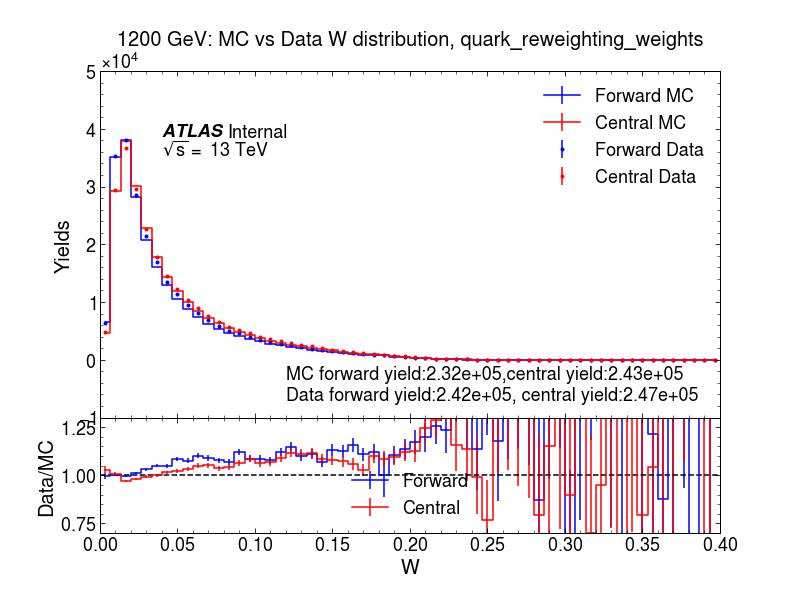 1200 GeV: MC vs Data W distribution, quark_reweighting_weights
×10⁴
5
4
3
2
1
0
-1
Yields
ATLAS Internal
√s = 13 TeV
Forward MC
Central MC
Forward Data
Central Data
MC forward yield:2.32e+05,central yield:2.43e+05
Data forward yield:2.42e+05, central yield:2.47e+05
1.25
1.00
0.75
Data/MC
Forward
Central
0.00 0.05 0.10 0.15 0.20 0.25 0.30 0.35 0.40
W